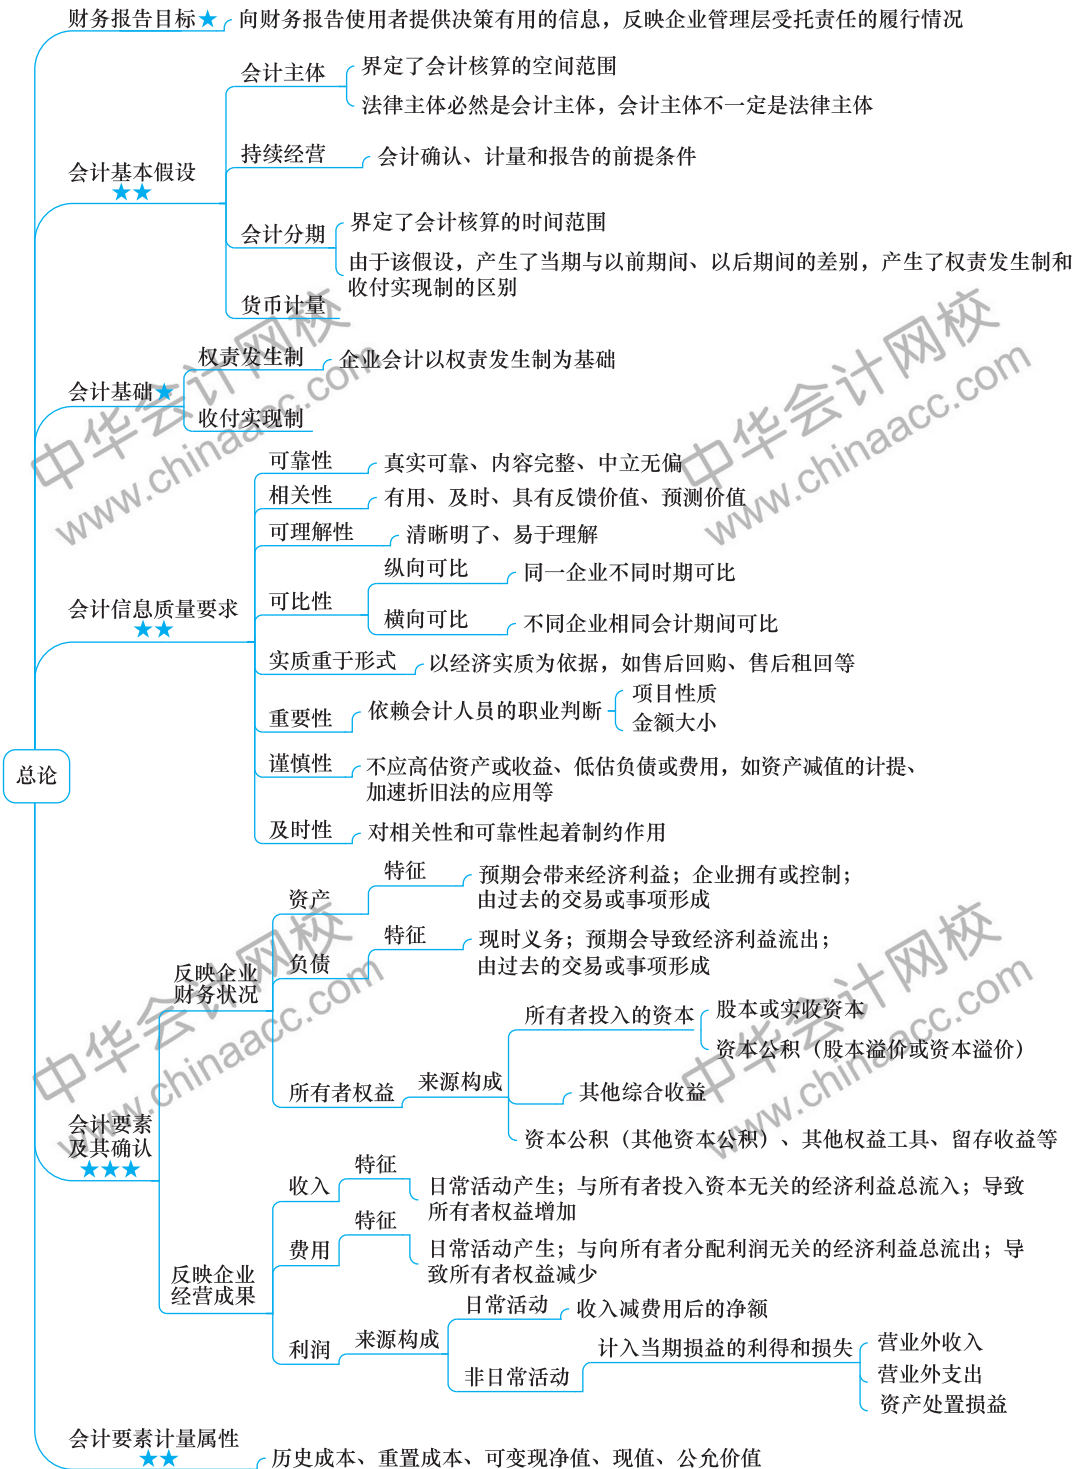 财务报告目标★
向财务报告使用者提供决策有用的信息，反映企业管理层受托责任的履行情况
会计主体
界定了会计核算的空间范围
法律主体必然是会计主体，会计主体不一定是法律主体
会计基本假设
★★
持续经营
会计确认、计量和报告的前提条件
会计分期
界定了会计核算的时间范围
由于该假设，产生了当期与以前期间、以后期间的差别，产生了权责发生制和
收付实现制的区别
货币计量
会计基础★
权责发生制
企业会计以权责发生制为基础
收付实现制
会计信息质量要求
★★
可靠性
真实可靠、内容完整、中立无偏
相关性
有用、及时、具有反馈价值、预测价值
可理解性
清晰明了、易于理解
可比性
纵向可比
同一企业不同时期可比
横向可比
不同企业相同会计期间可比
实质重于形式
以经济实质为依据，如售后回购、售后租回等
重要性
依赖会计人员的职业判断
项目性质
金额大小
谨慎性
不应高估资产或收益、低估负债或费用，如资产减值的计提、
加速折旧法的应用等
及时性
对相关性和可靠性起着制约作用
总论
会计要素
及其确认
★★★
反映企业
财务状况
资产
特征
预期会带来经济利益；企业拥有或控制；
由过去的交易或事项形成
负债
特征
现时义务；预期会导致经济利益流出；
由过去的交易或事项形成
所有者权益
来源构成
所有者投入的资本
股本或实收资本
资本公积（股本溢价或资本溢价）
其他综合收益
资本公积（其他资本公积）、其他权益工具、留存收益等
反映企业
经营成果
收入
特征
日常活动产生；与所有者投入资本无关的经济利益总流入；导致
所有者权益增加
费用
特征
日常活动产生；与向所有者分配利润无关的经济利益总流出；导
致所有者权益减少
利润
来源构成
日常活动
收入减费用后的净额
非日常活动
计入当期损益的利得和损失
营业外收入
营业外支出
资产处置损益
会计要素计量属性
★★
历史成本、重置成本、可变现净值、现值、公允价值
中华会计网校
www.chinaacc.com
中华会计网校
www.chinaacc.com
中华会计网校
www.chinaacc.com
中华会计网校
www.chinaacc.com